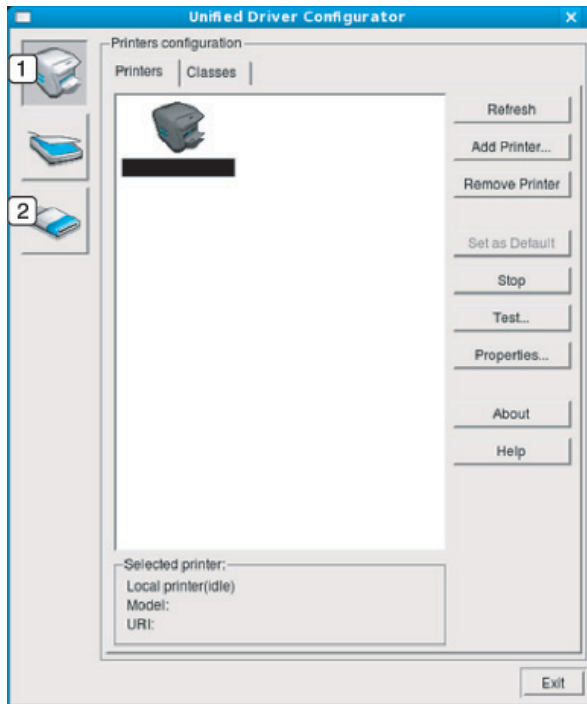 Unified Driver Configurator
1
2
Printers configuration
Printers Classes
Refresh
Add Printer...
Remove Printer
Set as Default
Stop
Test...
Properties...
About
Help
Selected printer:
Local printer(idle)
Model:
URI:
Exit